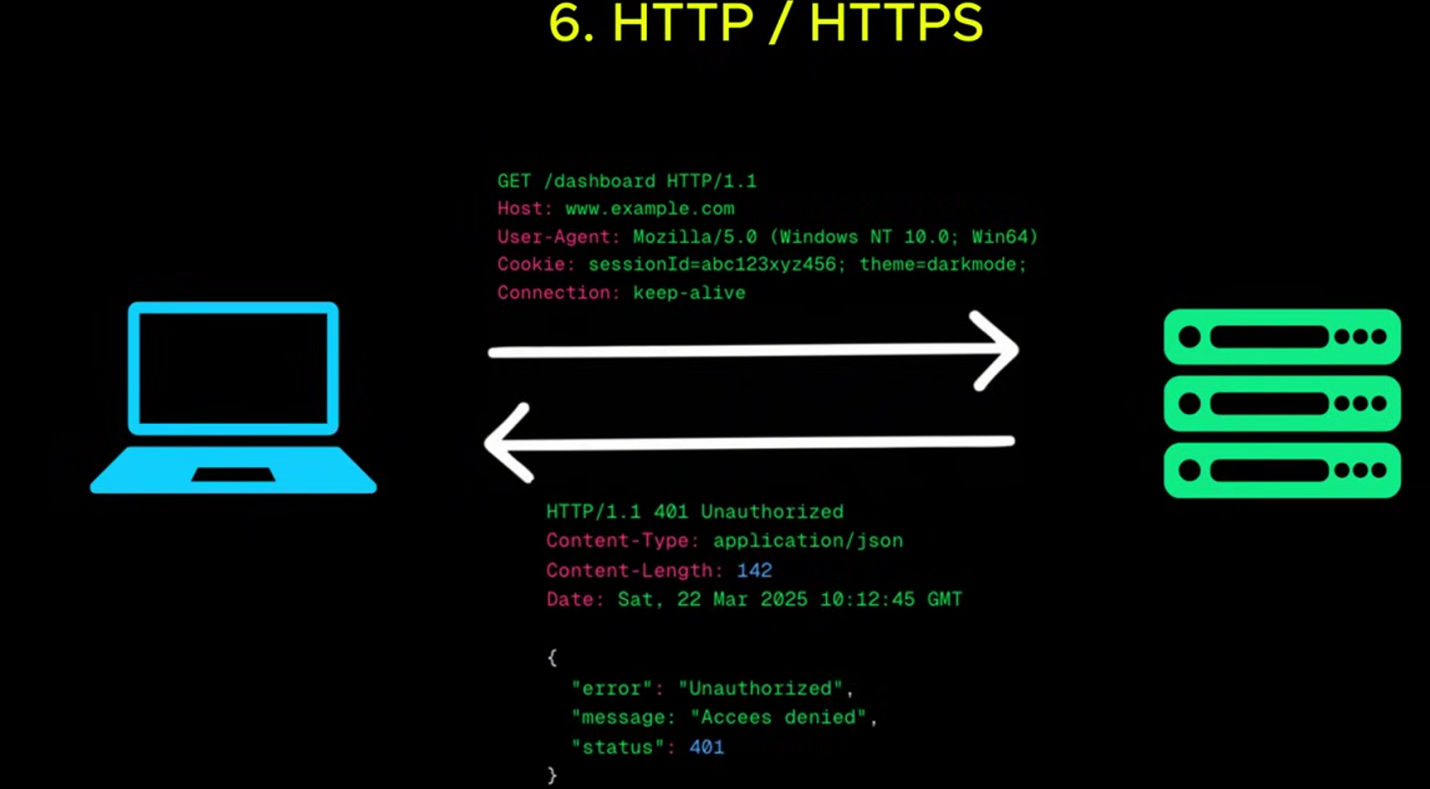 6. HTTP / HTTPS
GET /dashboard HTTP/1.1
Host: www.example.com
User-Agent: Mozilla/5.0 (Windows NT 10.0; Win64)
Cookie: sessionId=abc123xyz456; theme=darkmode;
Connection: keep-alive
HTTP/1.1 401 Unauthorized
Content-Type: application/json
Content-Length: 142
Date: Sat, 22 Mar 2025 10:12:45 GMT
{
"error": "Unauthorized",
"message: "Accees denied",
"status": 401
}